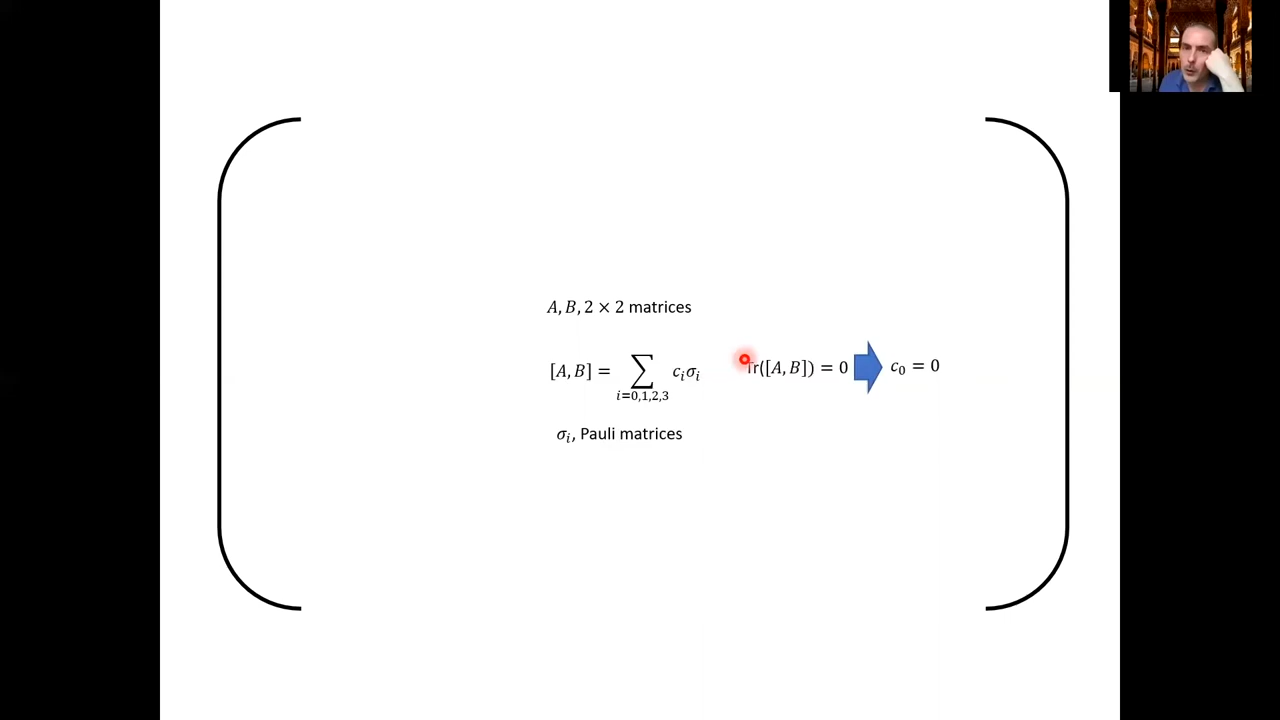 A, B, 2 × 2 matrices
[A, B] = ∑ c_i σ_i
i=0,1,2,3
Tr([A, B]) = 0
c_0 = 0
σ_i, Pauli matrices